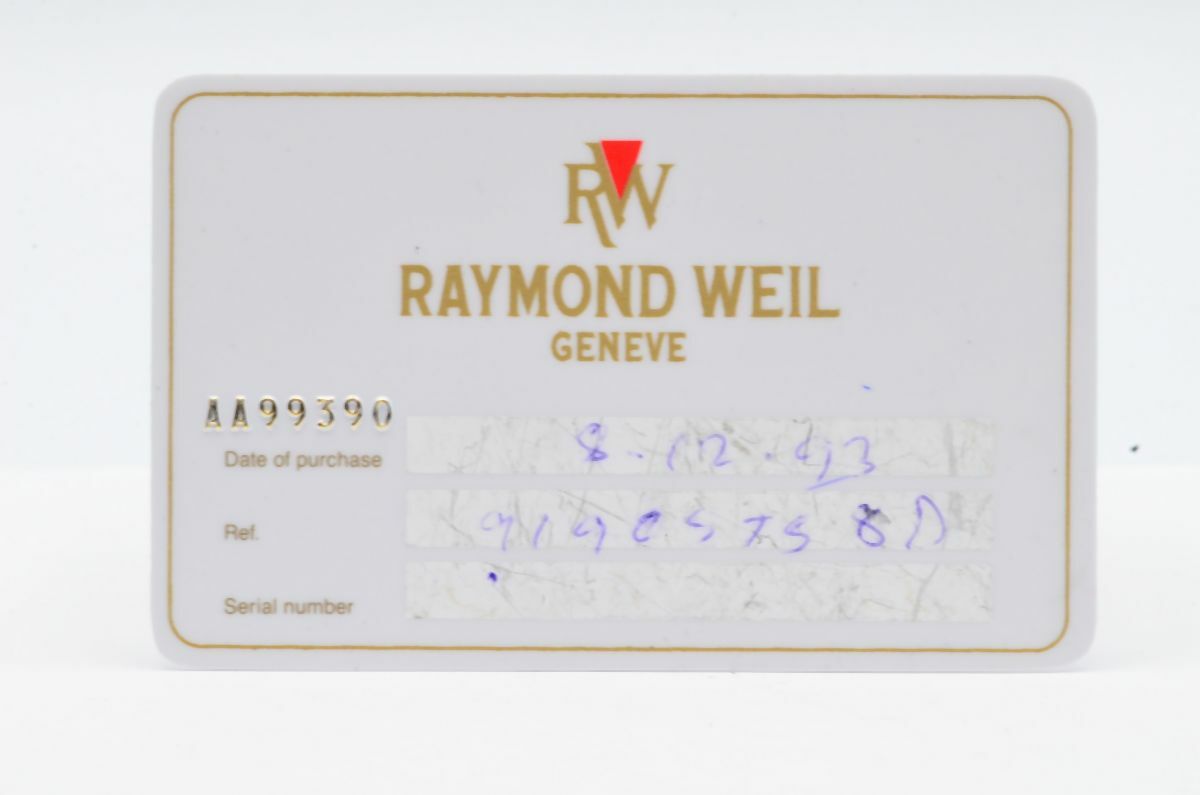 RW
RAYMOND WEIL
GENEVE
AA99390
Date of purchase 8.12.93
Ref.
Serial number